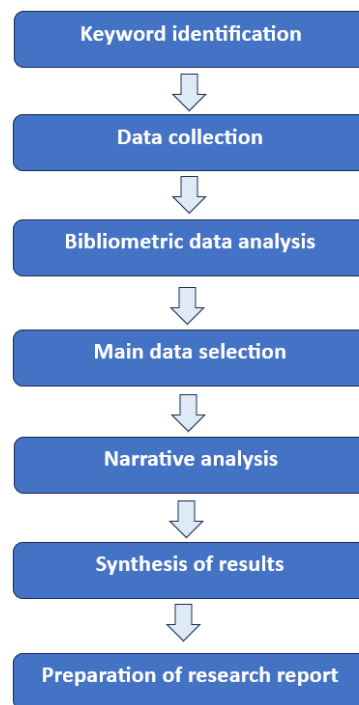 Keyword identification
Data collection
Bibliometric data analysis
Main data selection
Narrative analysis
Synthesis of results
Preparation of research report